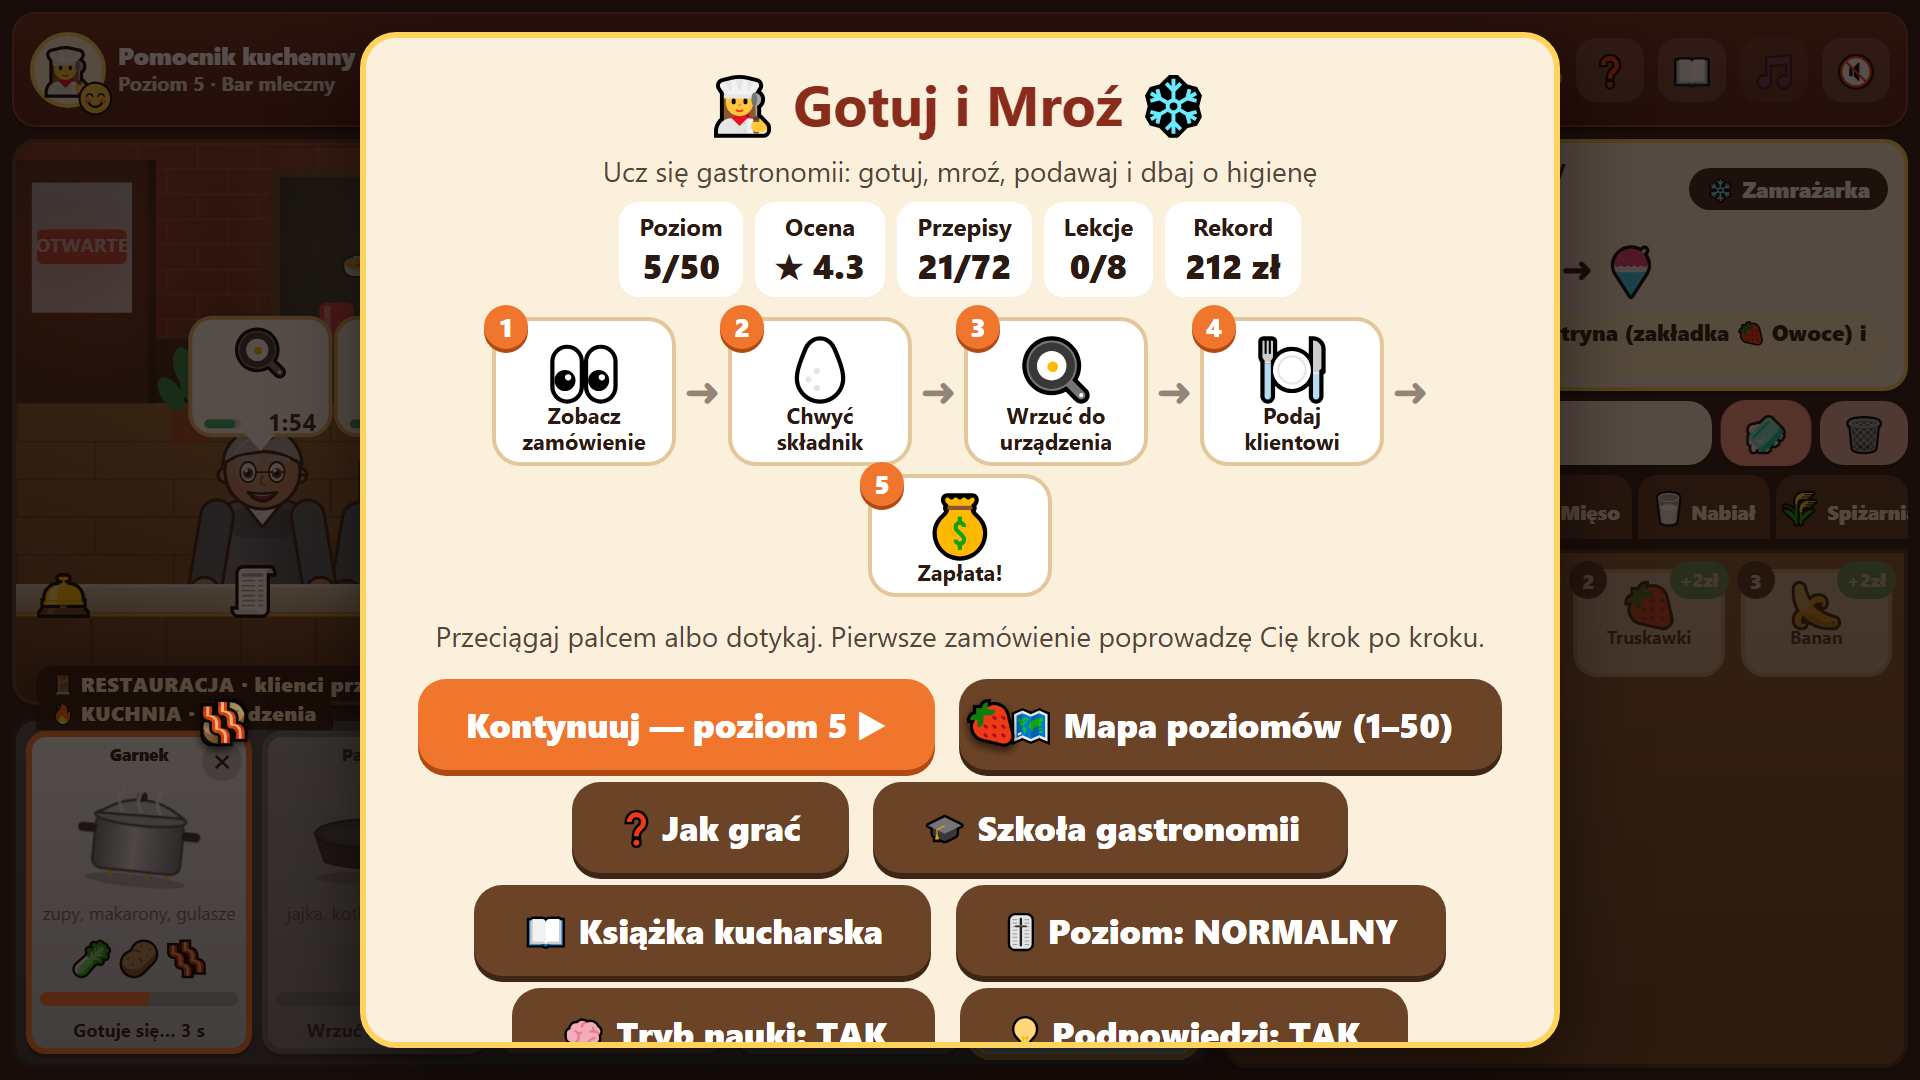 Pomocnik kuchenny
Poziom 5 · Bar mleczny
OTWARTE
1:54
RESTAURACJA · klienci
KUCHNIA ·
Garnek
zupy, makarony, gulasze
Gotuje się... 3 s
jajka,
Gotuj i Mroź
Ucz się gastronomii: gotuj, mroź, podawaj i dbaj o higienę
Poziom
5/50
Ocena
★ 4.3
Przepisy
21/72
Lekcje
0/8
Rekord
212 zł
1
Zobacz
zamówienie
2
Chwyć
składnik
3
Wrzuć do
urządzenia
4
Podaj
klientowi
5
Zapłata!
Przeciągaj palcem albo dotykaj. Pierwsze zamówienie poprowadzę Cię krok po kroku.
Kontynuuj — poziom 5 ▶
Mapa poziomów (1–50)
Jak grać
Szkoła gastronomii
Książka kucharska
Poziom: NORMALNY
Tryb nauki: TAK
Podpowiedzi: TAK
Zamrażarka
(zakładka 🍓 Owoce) i
Mięso
Nabiał
2
+2zł
Truskawki
3
+2zł
Banan